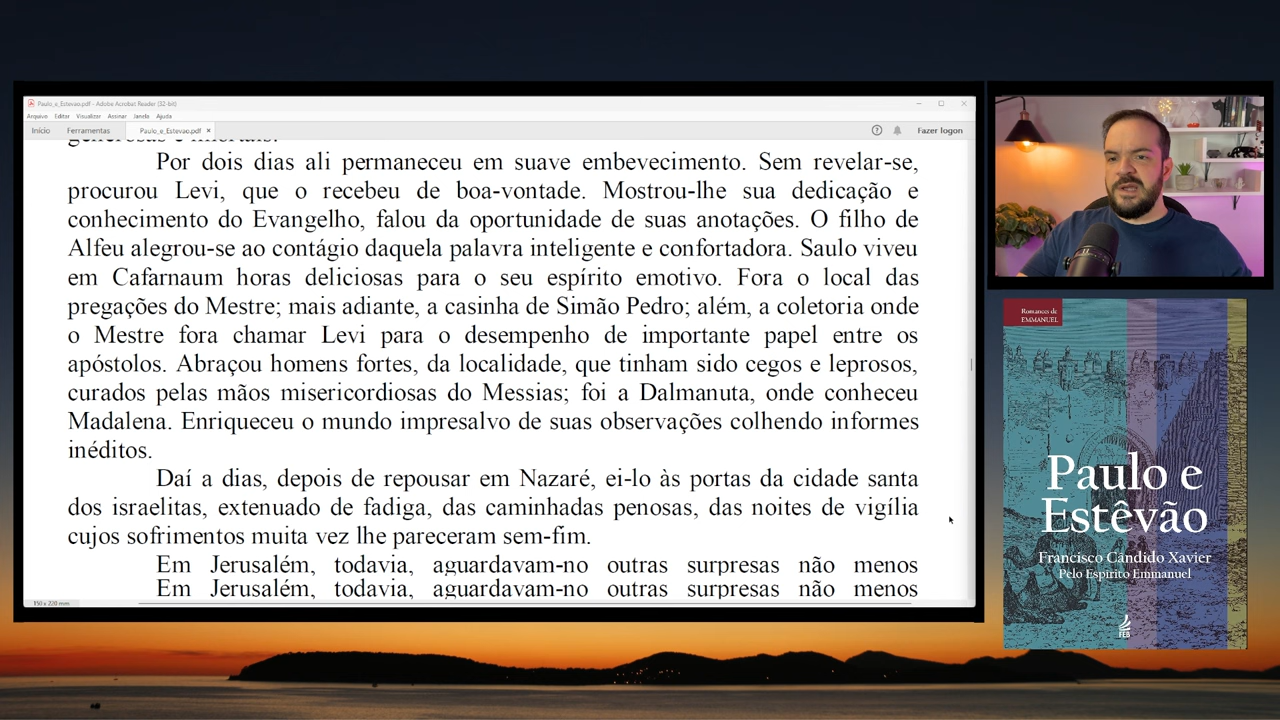 Paulo_e_Estevao.pdf - Adobe Acrobat Reader (32-bit)
Arquivo Editar Visualizar Assinar Janela Ajuda
Início Ferramentas Paulo_e_Estevao.pdf × Fazer logon
generosas e imortais.
Por dois dias ali permaneceu em suave embevecimento. Sem revelar-se,
procurou Levi, que o recebeu de boa-vontade. Mostrou-lhe sua dedicação e
conhecimento do Evangelho, falou da oportunidade de suas anotações. O filho de
Alfeu alegrou-se ao contágio daquela palavra inteligente e confortadora. Saulo viveu
em Cafarnaum horas deliciosas para o seu espírito emotivo. Fora o local das
pregações do Mestre; mais adiante, a casinha de Simão Pedro; além, a coletoria onde
o Mestre fora chamar Levi para o desempenho de importante papel entre os
apóstolos. Abraçou homens fortes, da localidade, que tinham sido cegos e leprosos,
curados pelas mãos misericordiosas do Messias; foi a Dalmanuta, onde conheceu
Madalena. Enriqueceu o mundo impresalvo de suas observações colhendo informes
inéditos.
Daí a dias, depois de repousar em Nazaré, ei-lo às portas da cidade santa
dos israelitas, extenuado de fadiga, das caminhadas penosas, das noites de vigília
cujos sofrimentos muita vez lhe pareceram sem-fim.
Em Jerusalém, todavia, aguardavam-no outras surpresas não menos
Em Jerusalém, todavia, aguardavam-no outras surpresas não menos
150 x 220 mm
Romances de
EMMANUEL
Paulo e
Estêvão
Francisco Cândido Xavier
Pelo Espírito Emmanuel
FEB